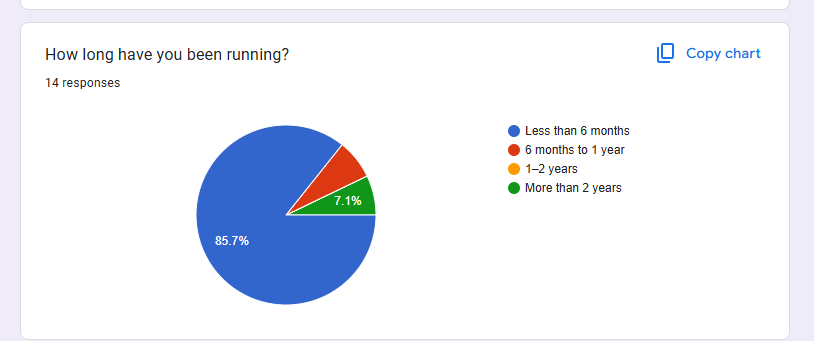 How long have you been running?
Copy chart
14 responses
Less than 6 months
6 months to 1 year
1–2 years
More than 2 years
7.1%
85.7%